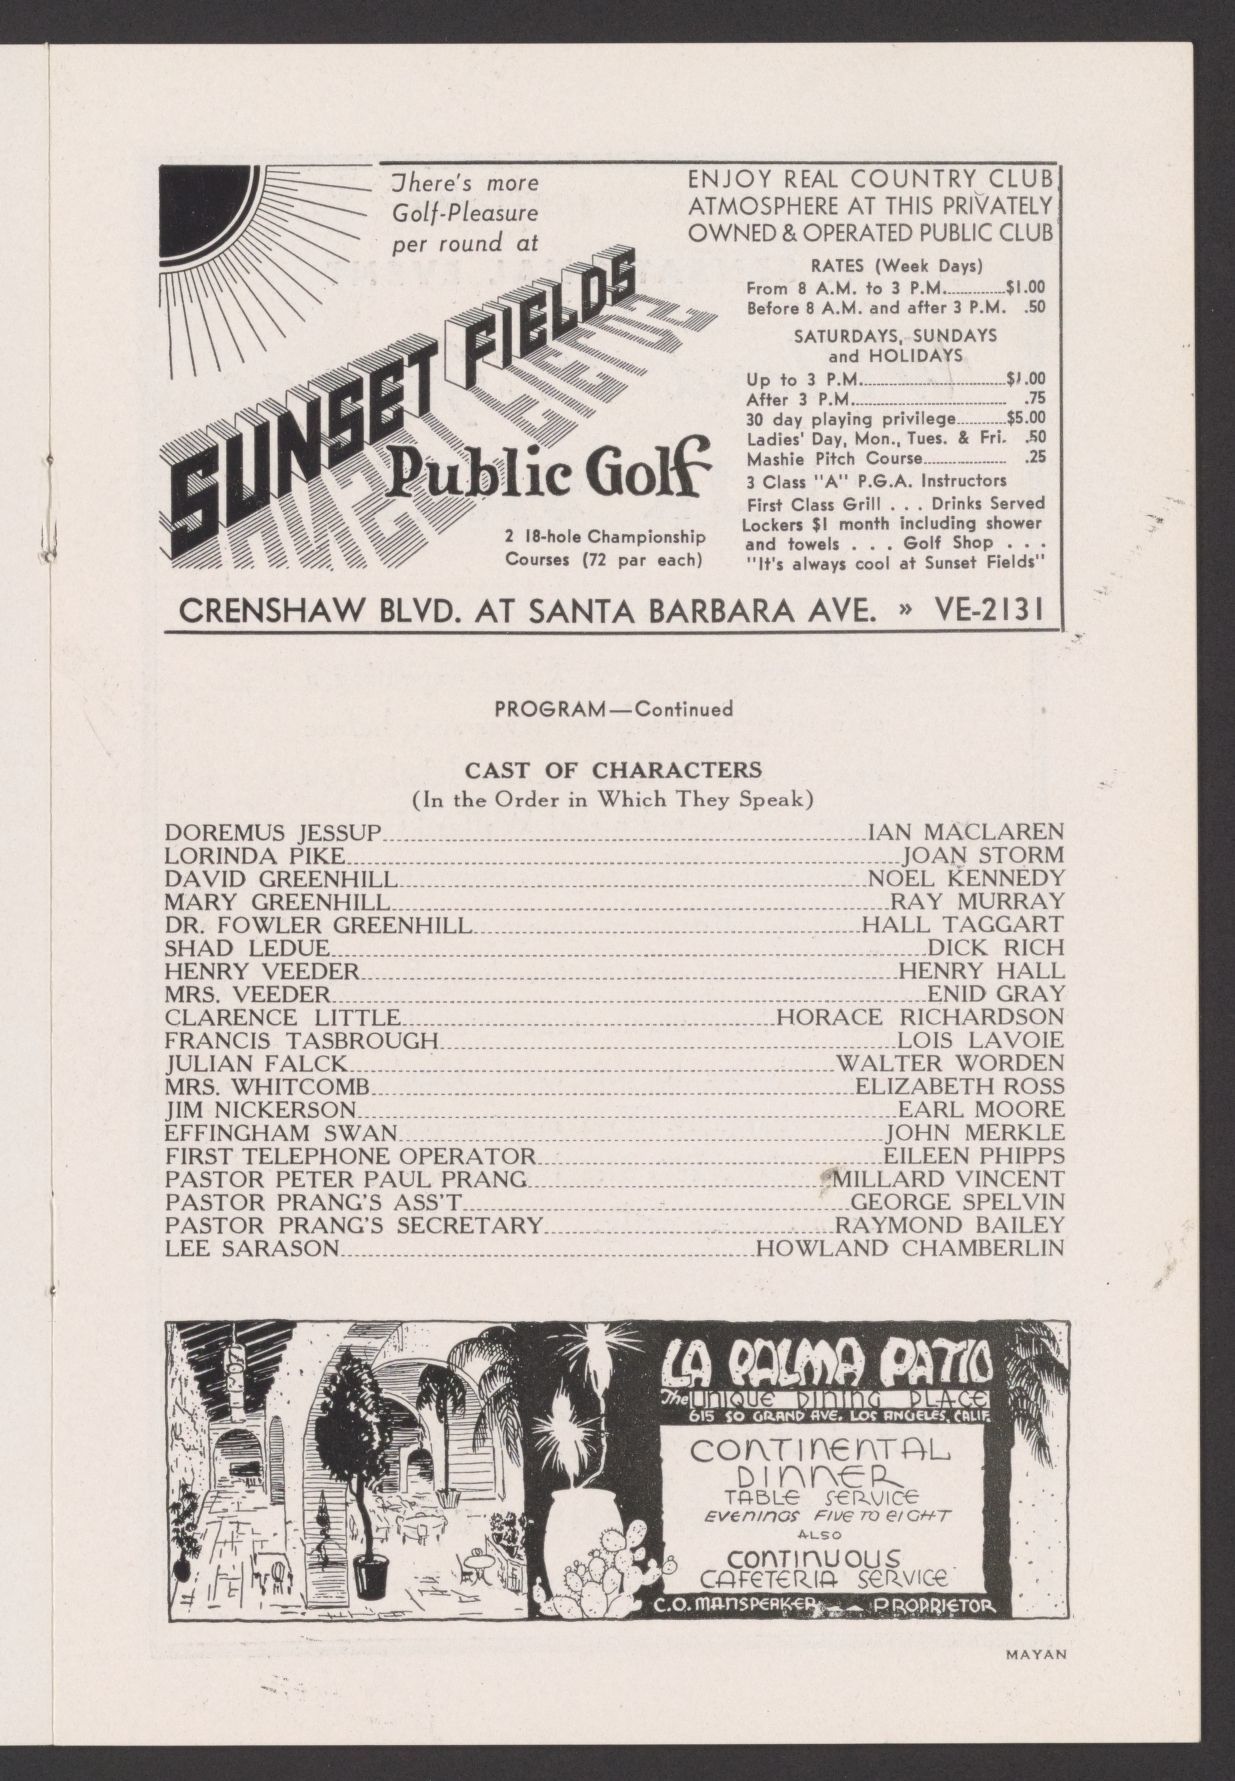 There's more
Golf-Pleasure
per round at
SUNSET FIELDS
Public Golf
2 18-hole Championship
Courses (72 par each)
ENJOY REAL COUNTRY CLUB
ATMOSPHERE AT THIS PRIVATELY
OWNED & OPERATED PUBLIC CLUB
RATES (Week Days)
From 8 A.M. to 3 P.M.............$1.00
Before 8 A.M. and after 3 P.M. .50
SATURDAYS, SUNDAYS
and HOLIDAYS
Up to 3 P.M..............................$1.00
After 3 P.M............................... .75
30 day playing privilege..........$5.00
Ladies' Day, Mon., Tues. & Fri. .50
Mashie Pitch Course................. .25
3 Class "A" P.G.A. Instructors
First Class Grill . . . Drinks Served
Lockers $1 month including shower
and towels . . . Golf Shop . . .
"It's always cool at Sunset Fields"
CRENSHAW BLVD. AT SANTA BARBARA AVE. » VE-2131
PROGRAM—Continued
CAST OF CHARACTERS
(In the Order in Which They Speak)
DOREMUS JESSUP....................IAN MACLAREN
LORINDA PIKE....................JOAN STORM
DAVID GREENHILL....................NOEL KENNEDY
MARY GREENHILL....................RAY MURRAY
DR. FOWLER GREENHILL....................HALL TAGGART
SHAD LEDUE....................DICK RICH
HENRY VEEDER....................HENRY HALL
MRS. VEEDER....................ENID GRAY
CLARENCE LITTLE....................HORACE RICHARDSON
FRANCIS TASBROUGH....................LOIS LAVOIE
JULIAN FALCK....................WALTER WORDEN
MRS. WHITCOMB....................ELIZABETH ROSS
JIM NICKERSON....................EARL MOORE
EFFINGHAM SWAN....................JOHN MERKLE
FIRST TELEPHONE OPERATOR....................EILEEN PHIPPS
PASTOR PETER PAUL PRANG....................MILLARD VINCENT
PASTOR PRANG'S ASS'T....................GEORGE SPELVIN
PASTOR PRANG'S SECRETARY....................RAYMOND BAILEY
LEE SARASON....................HOWLAND CHAMBERLIN
LA PALMA PATIO
The UNIQUE DINING PLACE
615 SO GRAND AVE. LOS ANGELES, CALIF.
CONTINENTAL
DINNER
TABLE SERVICE
EVENINGS FIVE TO EIGHT
ALSO
CONTINUOUS
CAFETERIA SERVICE
C.O. MANSPEAKER -- PROPRIETOR
MAYAN